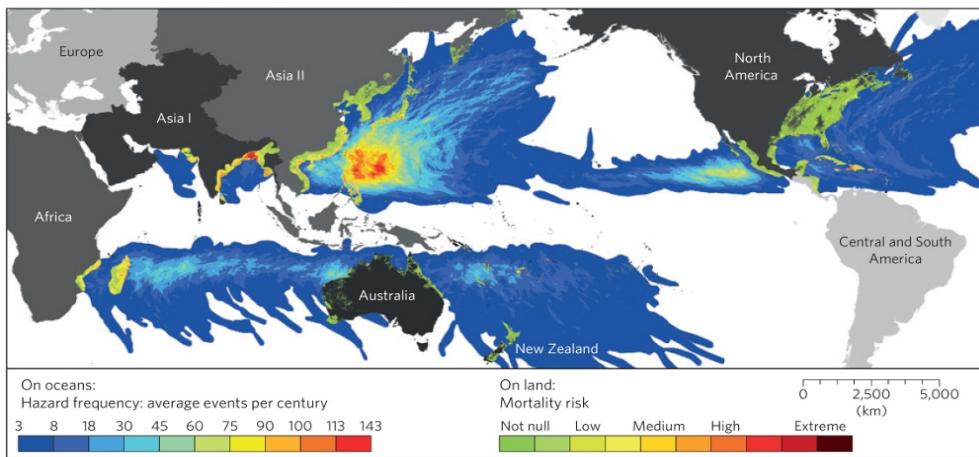 Europe
Asia II
North
America
Asia I
Africa
Central and South
America
Australia
New Zealand
On oceans:
Hazard frequency: average events per century
3 8 18 30 45 60 75 90 100 113 143
On land:
Mortality risk
Not null Low Medium High Extreme
0 2,500 5,000
(km)